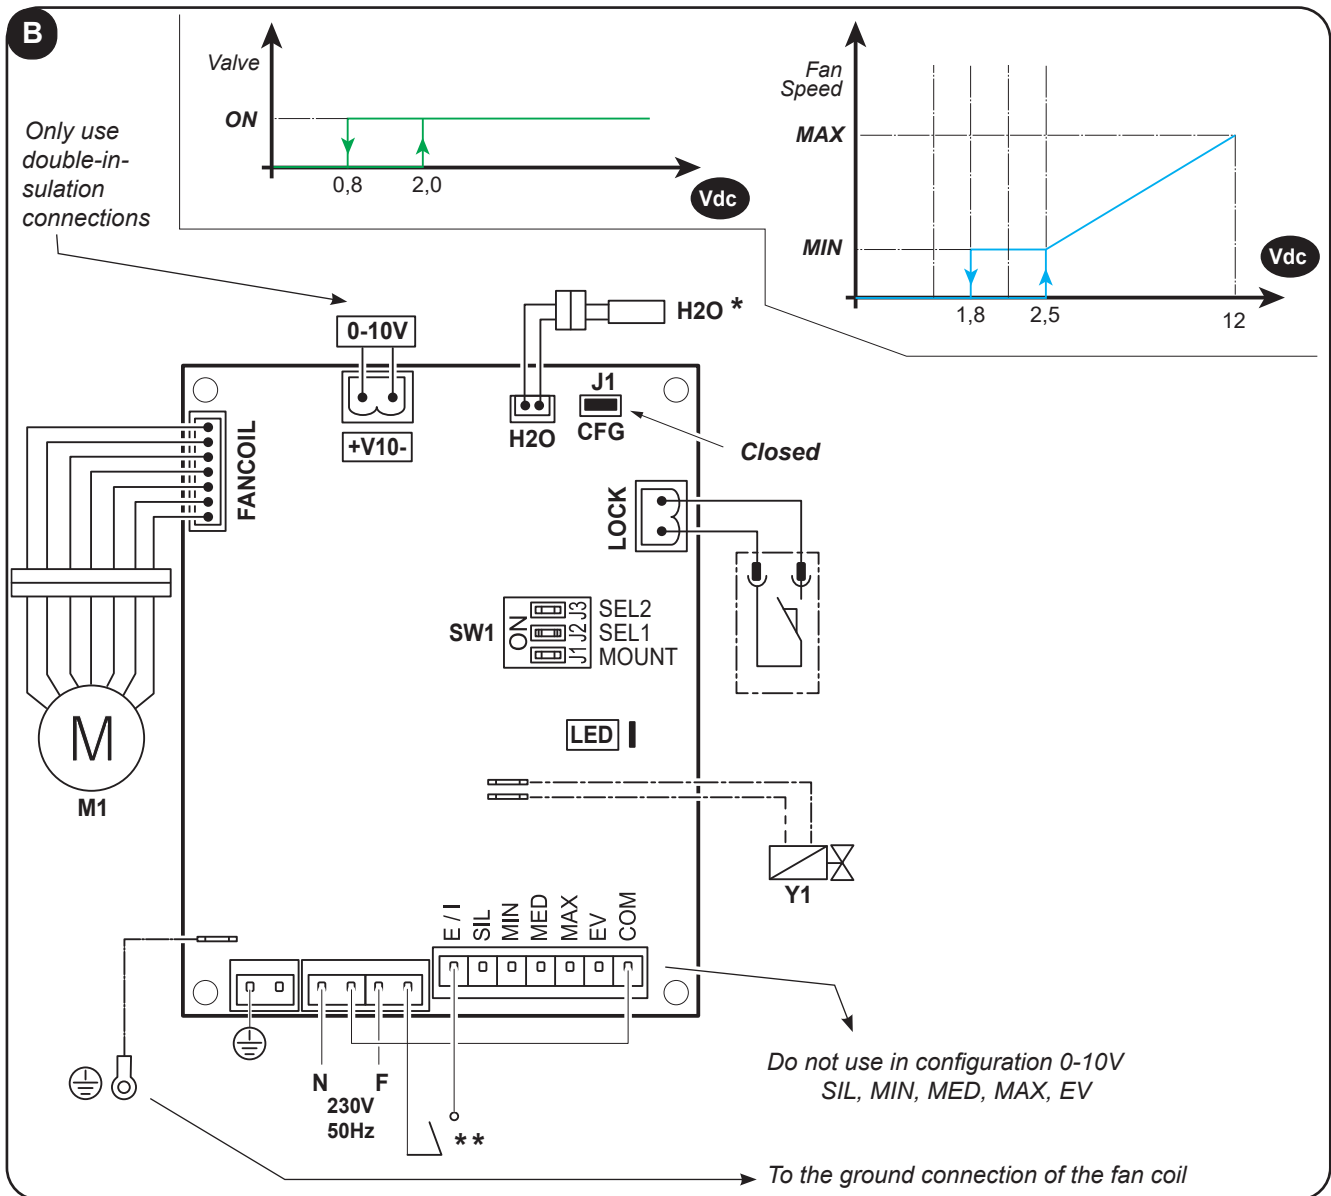 B
Valve
ON
0,8
2,0
Vdc
Fan
Speed
MAX
MIN
1,8
2,5
12
Vdc
Only use
double-in-
sulation
connections
0-10V
+V10-
H2O *
H2O
J1
CFG
Closed
FANCOIL
LOCK
SW1
ON
J3 SEL2
J2 SEL1
J1 MOUNT
LED
M
M1
Y1
E / I
SIL
MIN
MED
MAX
EV
COM
N F
230V
50Hz
**
Do not use in configuration 0-10V
SIL, MIN, MED, MAX, EV
To the ground connection of the fan coil